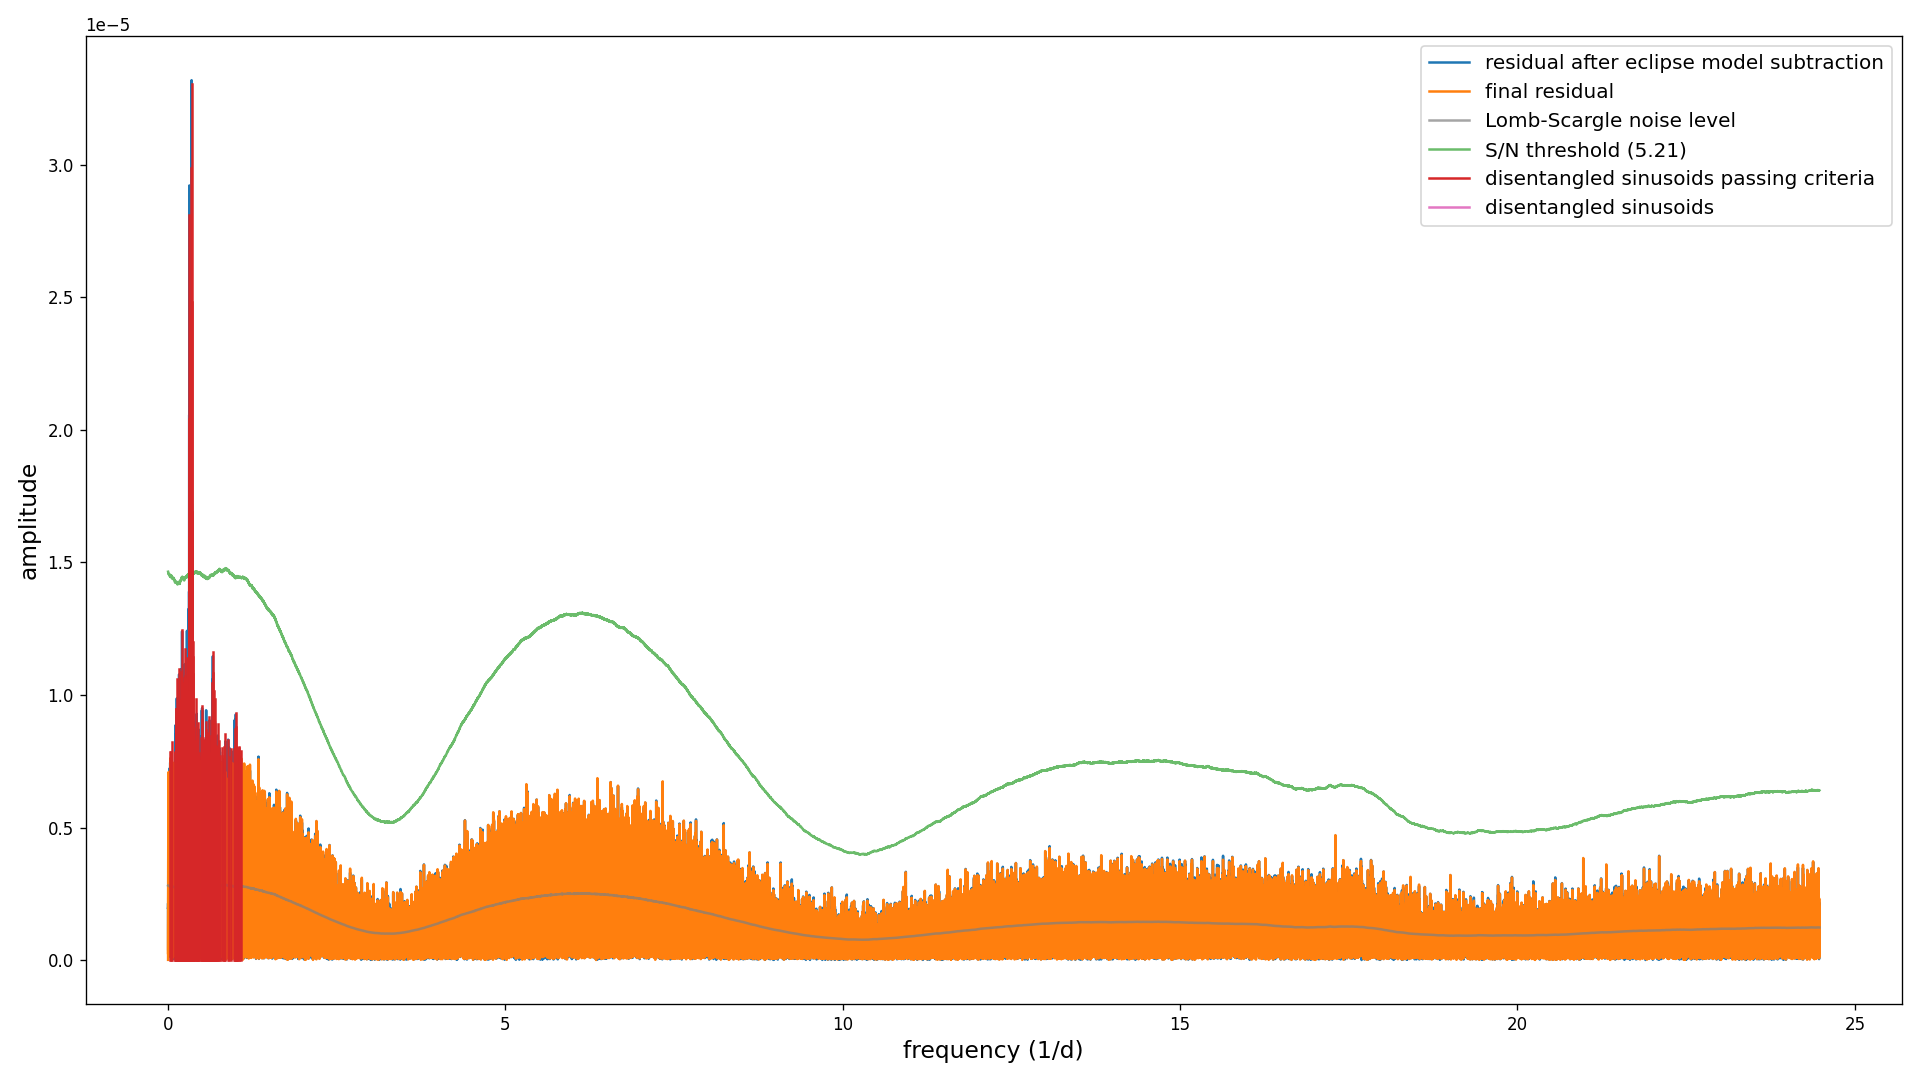 1e−5
residual after eclipse model subtraction
final residual
Lomb-Scargle noise level
S/N threshold (5.21)
disentangled sinusoids passing criteria
disentangled sinusoids
3.0
2.5
2.0
1.5
1.0
0.5
0.0
amplitude
0 5 10 15 20 25
frequency (1/d)